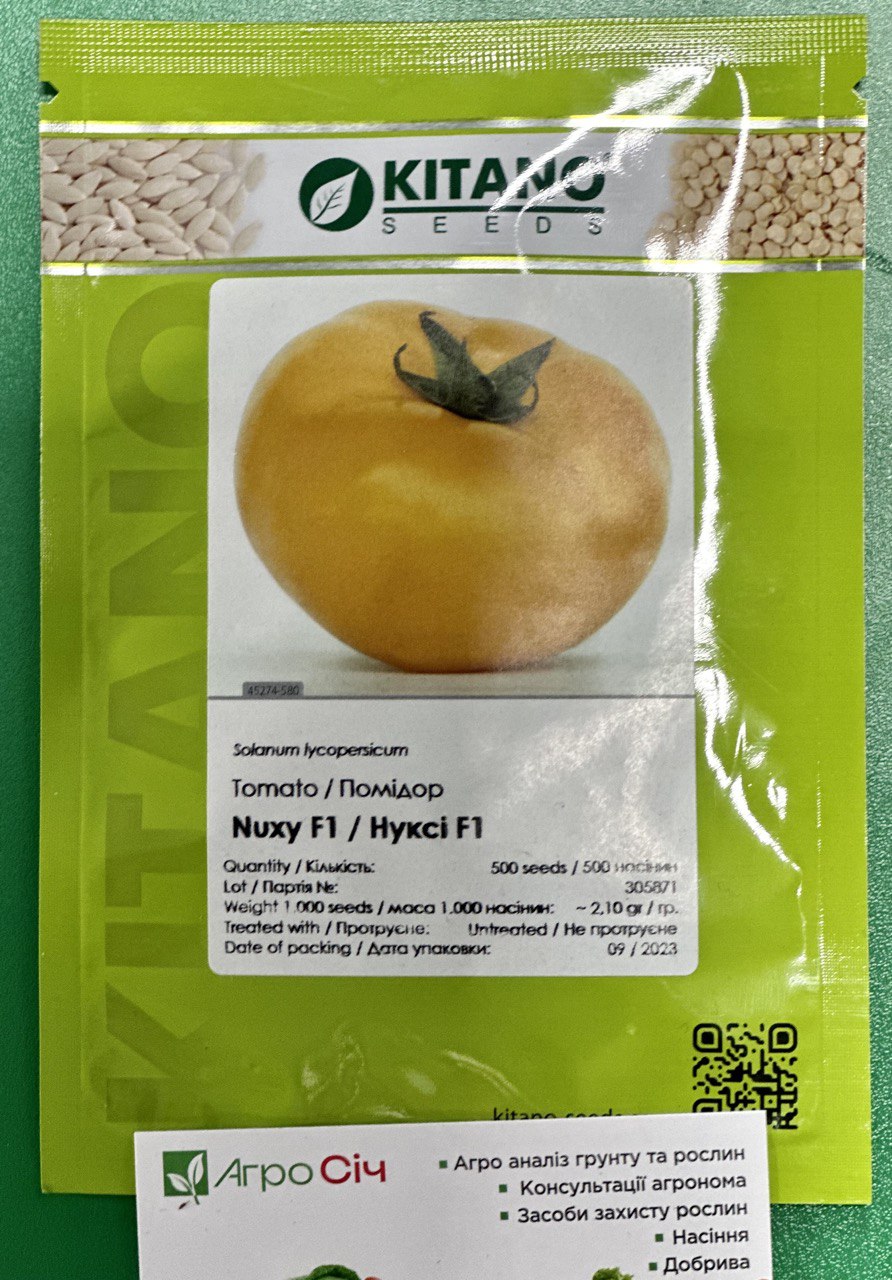 KITANO
SEEDS
KITANO
45274-580
Solanum lycopersicum
Tomato / Помідор
Nuxy F1 / Нуксі F1
Quantity / Кількість: 500 seeds / 500 насінин
Lot / Партія №: 305871
Weight 1.000 seeds / маса 1.000 насінин: ~ 2,10 gr / гр.
Treated with / Протруєне: Untreated / Не протруєне
Date of packing / Дата упаковки: 09 / 2023
Агро Січ
▪ Агро аналіз грунту та рослин
▪ Консультації агронома
▪ Засоби захисту рослин
▪ Насіння
▪ Добрива